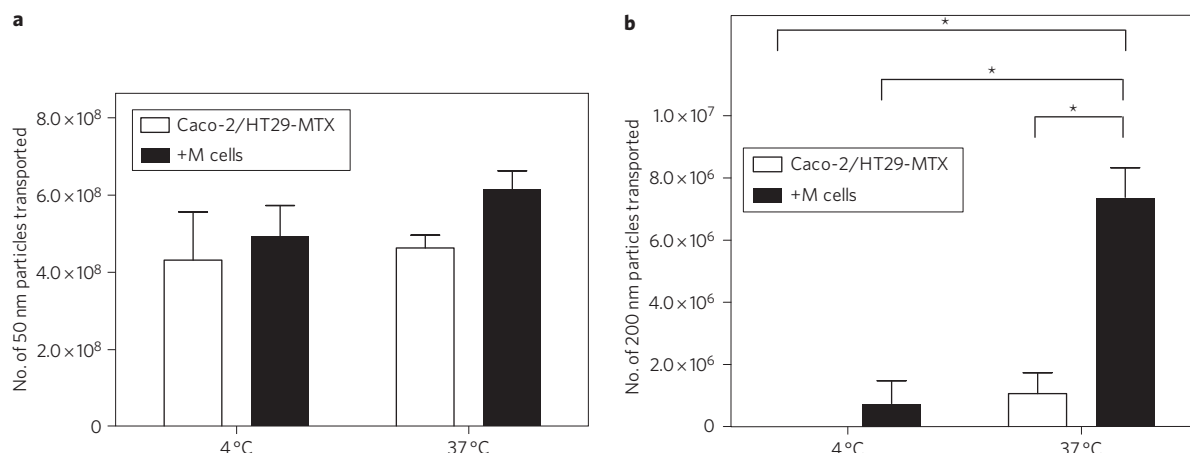 a
No. of 50 nm particles transported
8.0 × 10⁸
6.0 × 10⁸
4.0 × 10⁸
2.0 × 10⁸
0
Caco-2/HT29-MTX
+M cells
4 °C
37 °C
b
No. of 200 nm particles transported
1.0 × 10⁷
8.0 × 10⁶
6.0 × 10⁶
4.0 × 10⁶
2.0 × 10⁶
0
*
*
*
Caco-2/HT29-MTX
+M cells
4 °C
37 °C